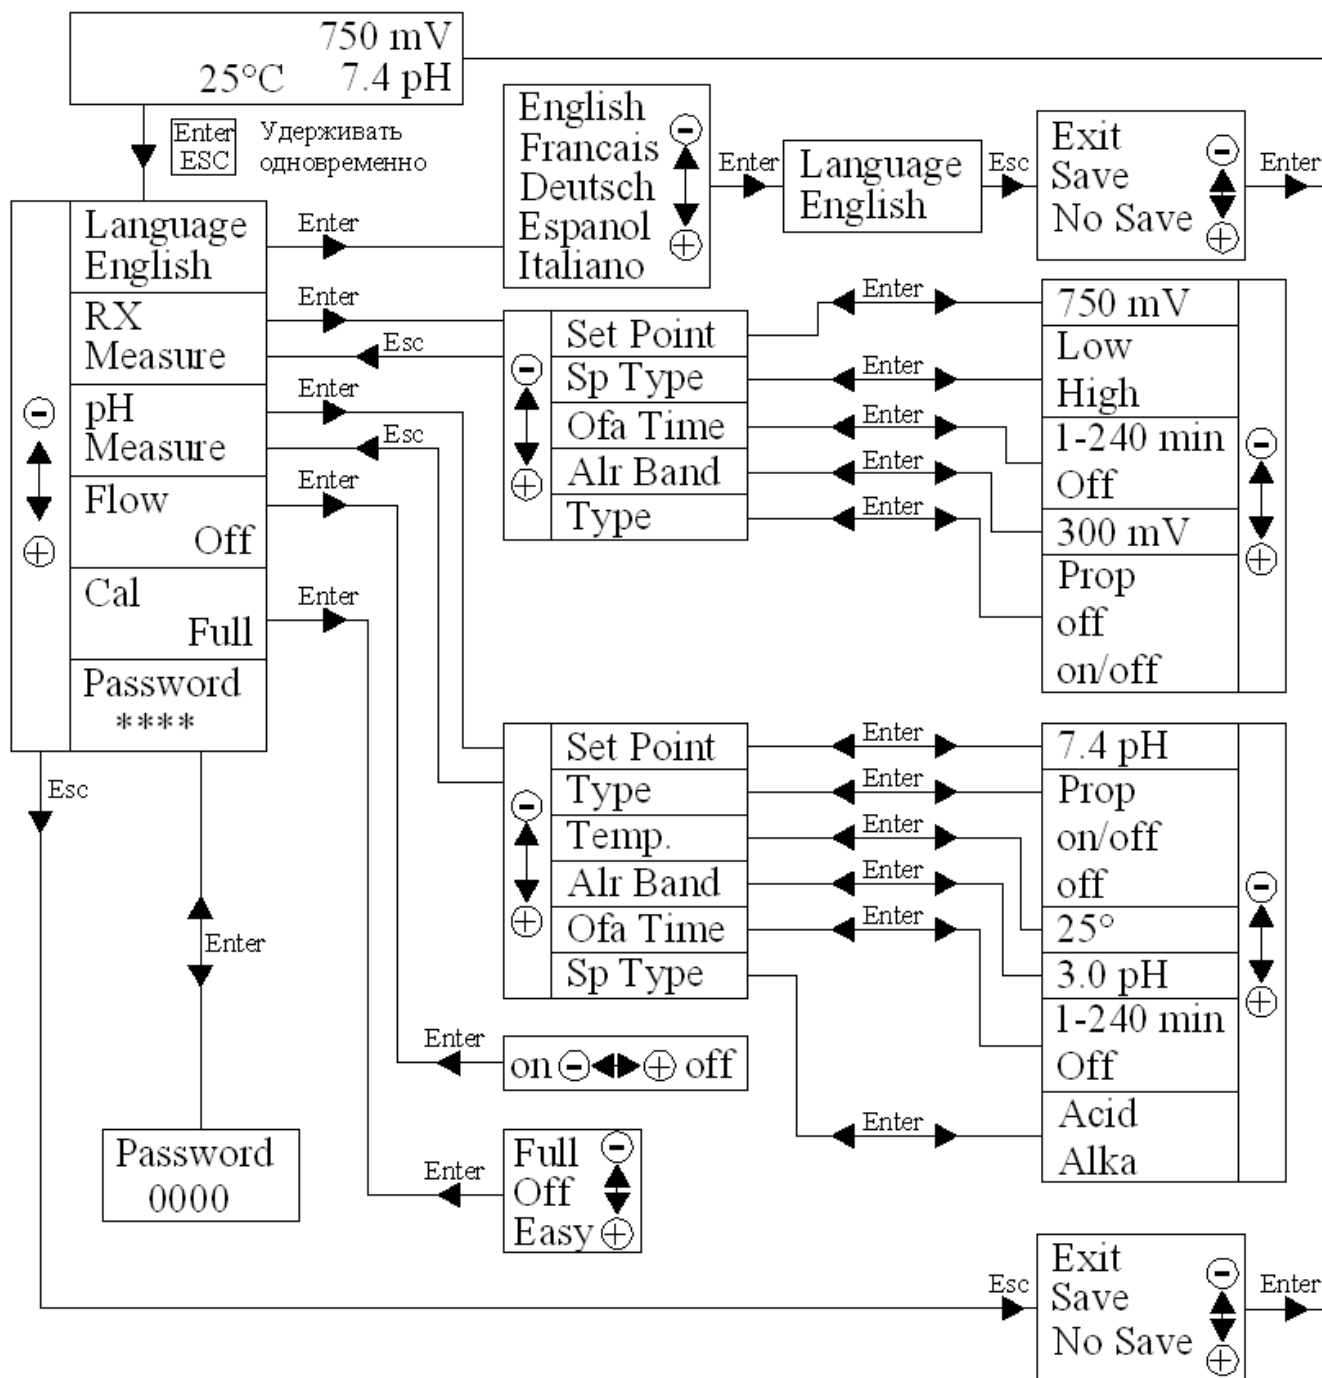 750 mV
25°C 7.4 pH
Enter
ESC
Удерживать
одновременно
Language
English
RX
Measure
pH
Measure
Flow
Off
Cal
Full
Password
****
Enter
Enter
Esc
Enter
Esc
Enter
Enter
English
Francais
Deutsch
Espanol
Italiano
Enter
Language
English
Esc
Exit
Save
No Save
Enter
Set Point
Sp Type
Ofa Time
Alr Band
Type
Enter
Enter
Enter
Enter
Enter
750 mV
Low
High
1-240 min
Off
300 mV
Prop
off
on/off
Set Point
Type
Temp.
Alr Band
Ofa Time
Sp Type
Enter
Enter
Enter
Enter
Enter
Enter
7.4 pH
Prop
on/off
off
25°
3.0 pH
1-240 min
Off
Acid
Alka
Esc
Enter
Password
0000
Enter
on off
Enter
Full
Off
Easy
Esc
Exit
Save
No Save
Enter